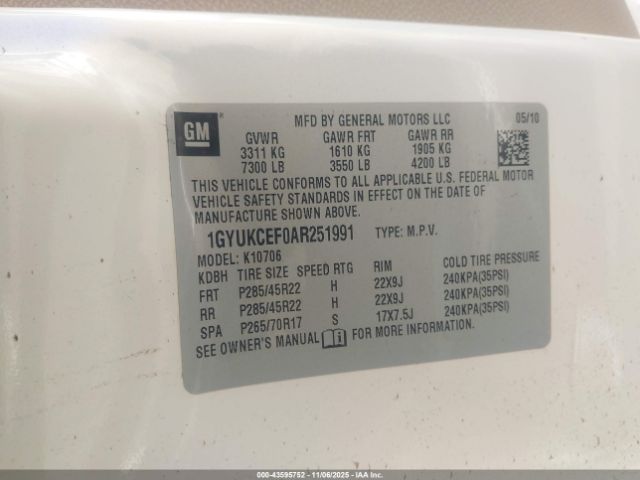 GM
MFD BY GENERAL MOTORS LLC 05/10
GVWR GAWR FRT GAWR RR
3311 KG 1610 KG 1905 KG
7300 LB 3550 LB 4200 LB
THIS VEHICLE CONFORMS TO ALL APPLICABLE U.S. FEDERAL MOTOR
VEHICLE SAFETY STANDARDS IN EFFECT ON THE DATE OF
MANUFACTURE SHOWN ABOVE.
1GYUKCEF0AR251991 TYPE: M.P.V.
MODEL: K10706
KDBH TIRE SIZE SPEED RTG RIM COLD TIRE PRESSURE
FRT P285/45R22 H 22X9J 240KPA(35PSI)
RR P285/45R22 H 22X9J 240KPA(35PSI)
SPA P265/70R17 S 17X7.5J 240KPA(35PSI)
SEE OWNER'S MANUAL i FOR MORE INFORMATION.
000-43595752 - 11/06/2025 - IAAI.COM